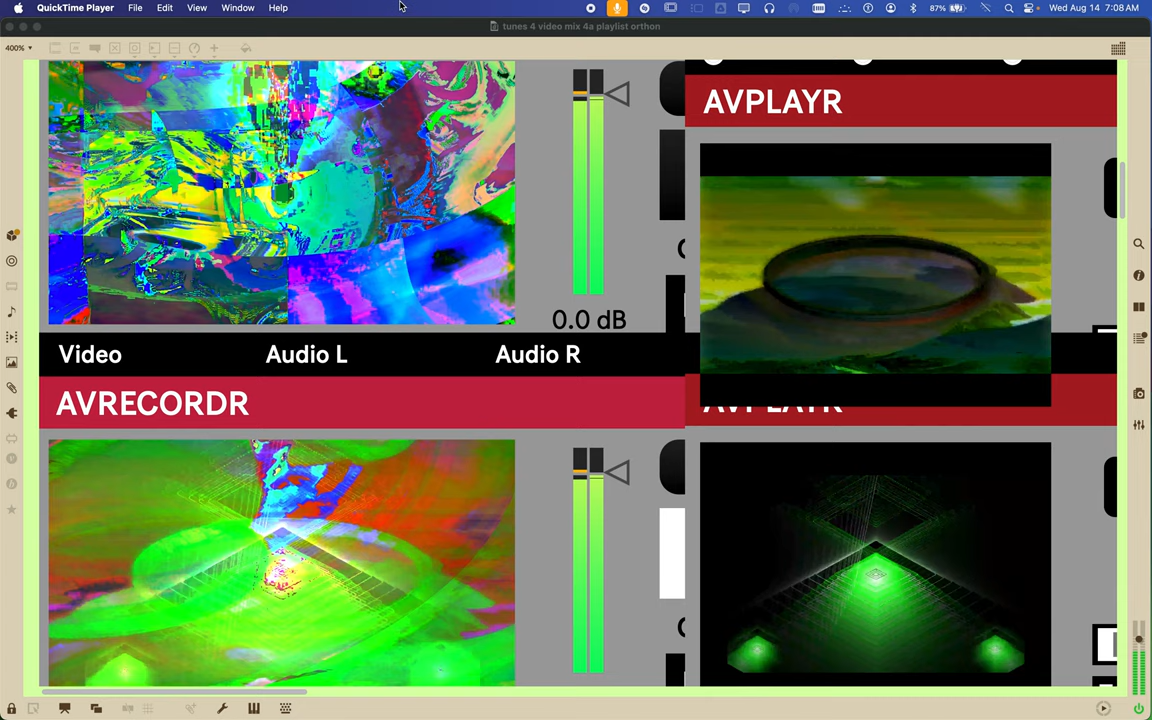 QuickTime Player File Edit View Window Help 87% Wed Aug 14 7:08 AM
tunes 4 video mix 4a playlist orthon
400%
AVPLAYR
0.0 dB
Video Audio L Audio R
AVRECORDR
AVPLAYR